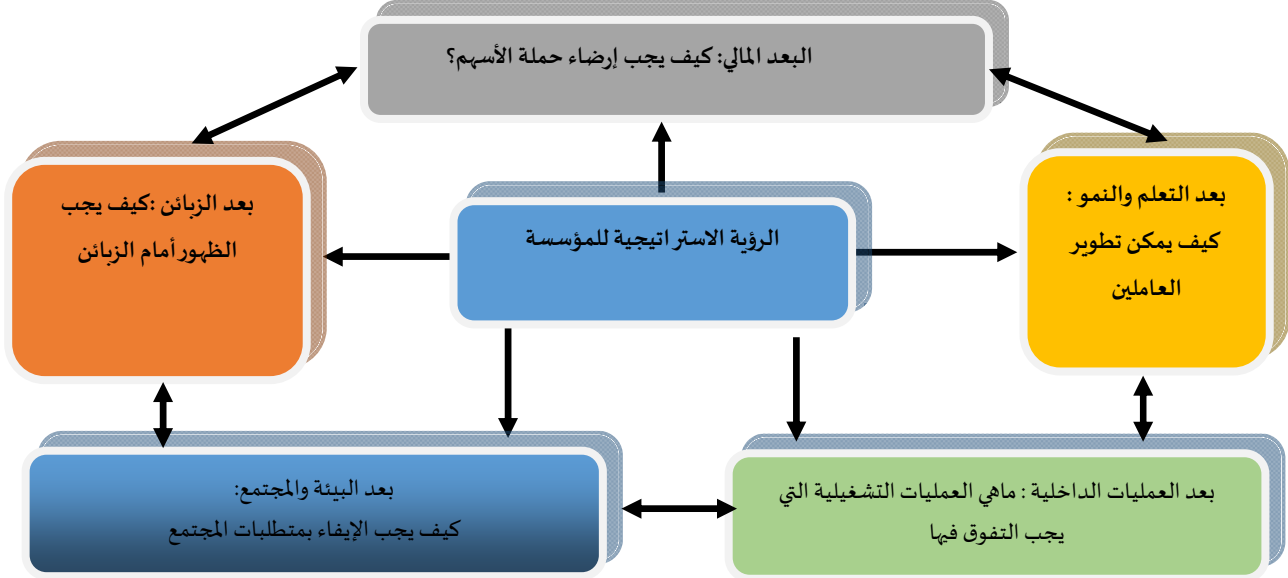 البعد المالي: كيف يجب إرضاء حملة الأسهم؟
بعد التعلم والنمو :
كيف يمكن تطوير
العاملين
الرؤية الاستراتيجية للمؤسسة
بعد الزبائن :كيف يجب
الظهور أمام الزبائن
بعد العمليات الداخلية : ماهي العمليات التشغيلية التي
يجب التفوق فيها
بعد البيئة والمجتمع:
كيف يجب الإيفاء بمتطلبات المجتمع